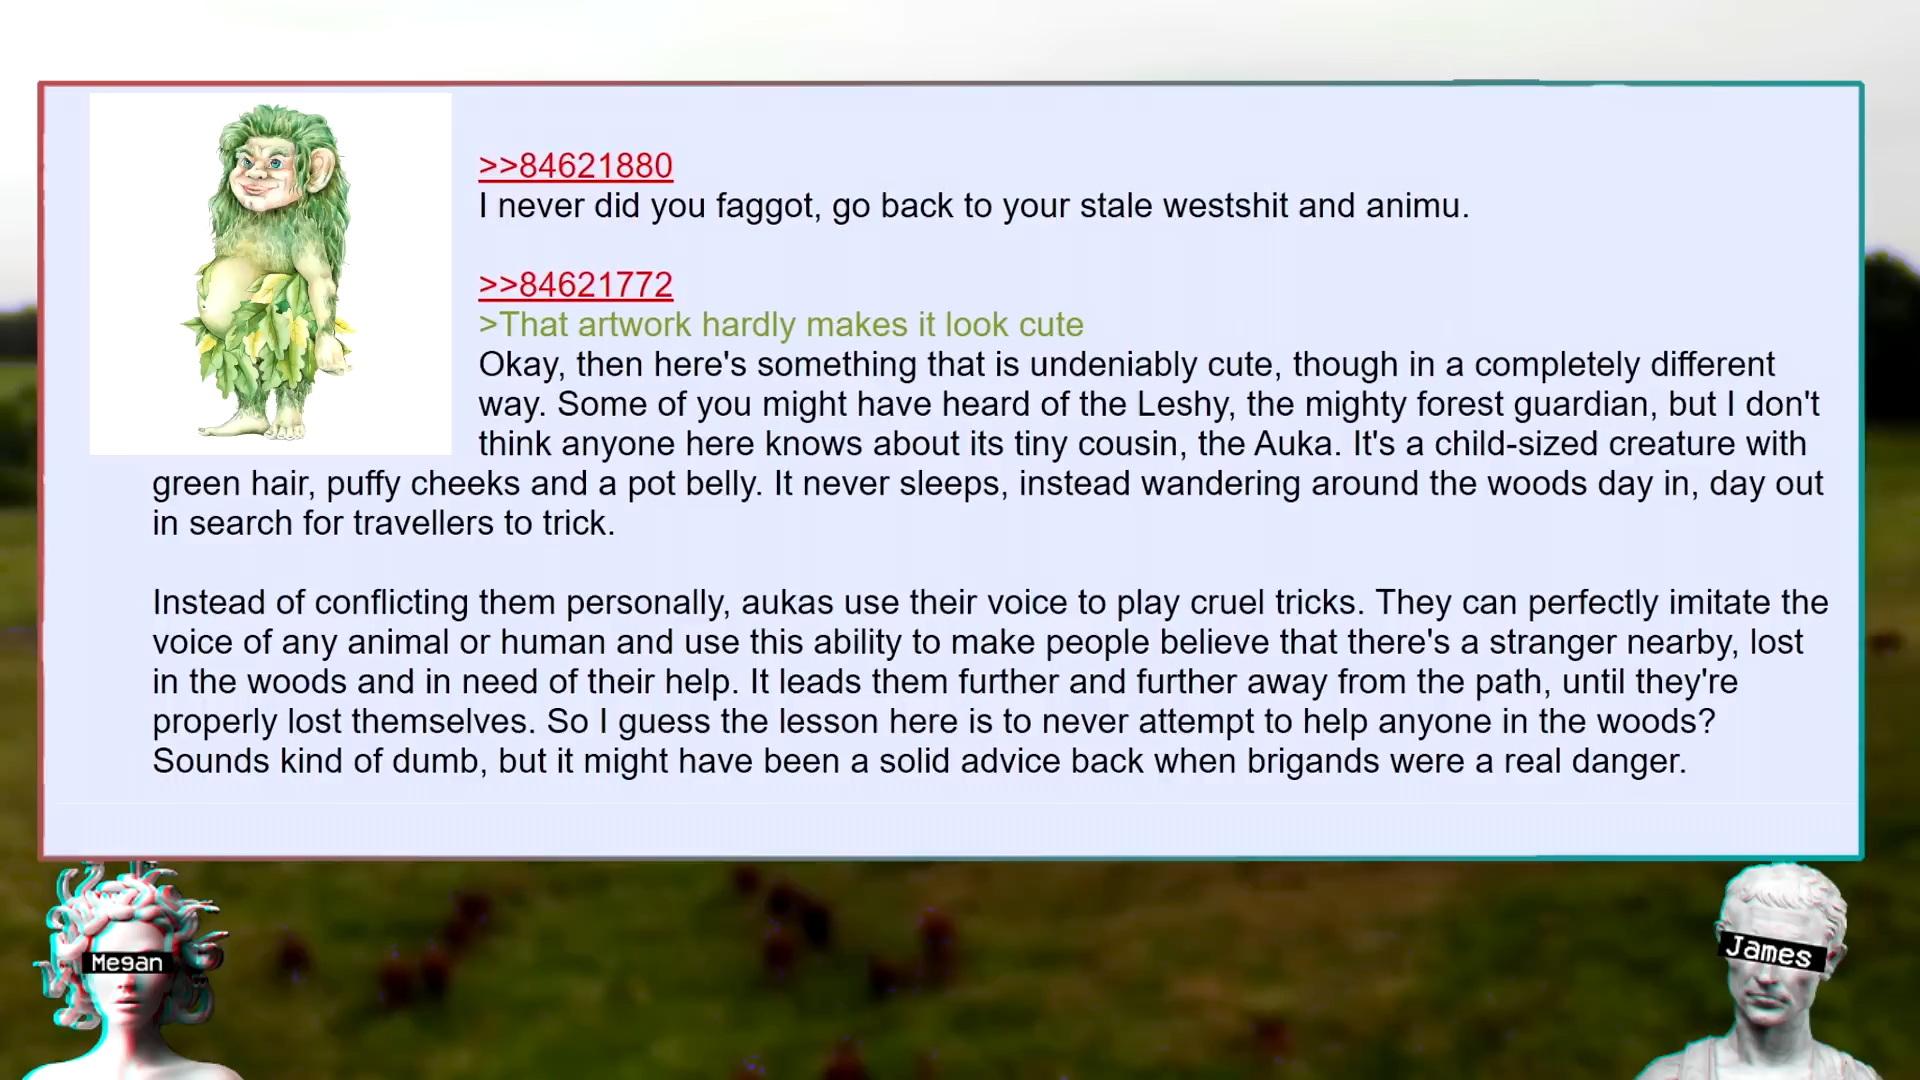 >>84621880
I never did you faggot, go back to your stale westshit and animu.
>>84621772
>That artwork hardly makes it look cute
Okay, then here's something that is undeniably cute, though in a completely different
way. Some of you might have heard of the Leshy, the mighty forest guardian, but I don't
think anyone here knows about its tiny cousin, the Auka. It's a child-sized creature with
green hair, puffy cheeks and a pot belly. It never sleeps, instead wandering around the woods day in, day out
in search for travellers to trick.
Instead of conflicting them personally, aukas use their voice to play cruel tricks. They can perfectly imitate the
voice of any animal or human and use this ability to make people believe that there's a stranger nearby, lost
in the woods and in need of their help. It leads them further and further away from the path, until they're
properly lost themselves. So I guess the lesson here is to never attempt to help anyone in the woods?
Sounds kind of dumb, but it might have been a solid advice back when brigands were a real danger.
Megan
James